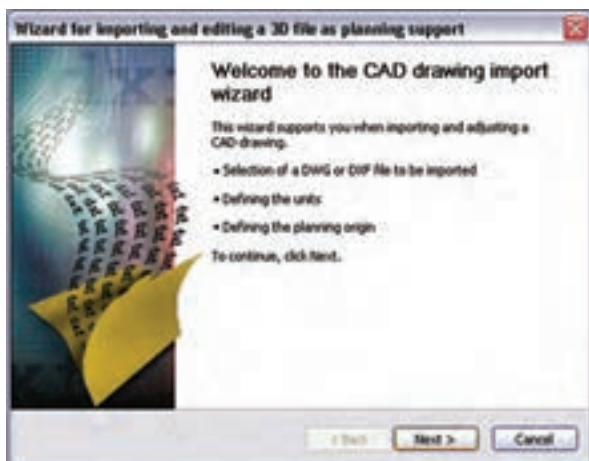 Wizard for importing and editing a 3D file as planning support
Welcome to the CAD drawing import
wizard
This wizard supports you when importing and adjusting a
CAD drawing.
• Selection of a DWG or DXF file to be imported
• Defining the units
• Defining the planning origin
To continue, click Next.
< Back Next > Cancel